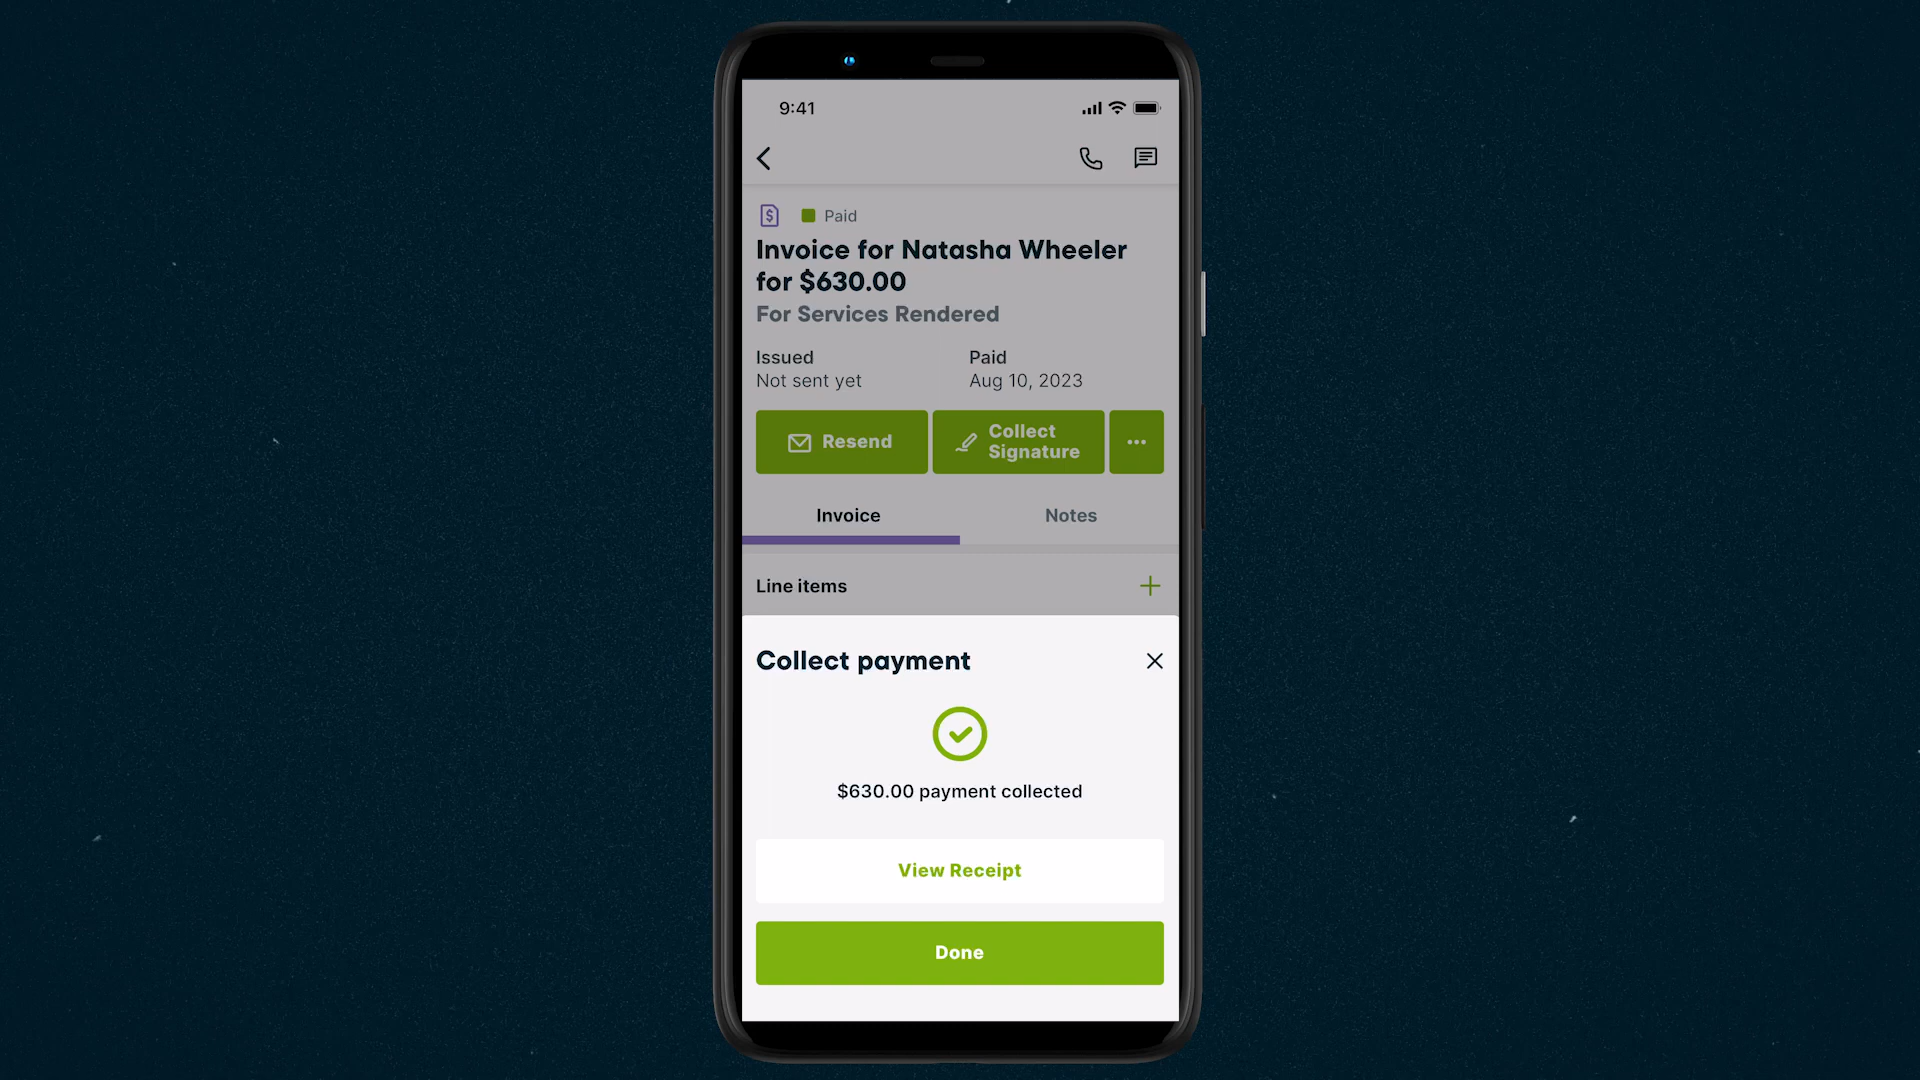 9:41
Paid
Invoice for Natasha Wheeler
for $630.00
For Services Rendered
Issued
Paid
Not sent yet
Aug 10, 2023
Resend
Collect
Signature
Invoice
Notes
Line items
Collect payment
$630.00 payment collected
View Receipt
Done